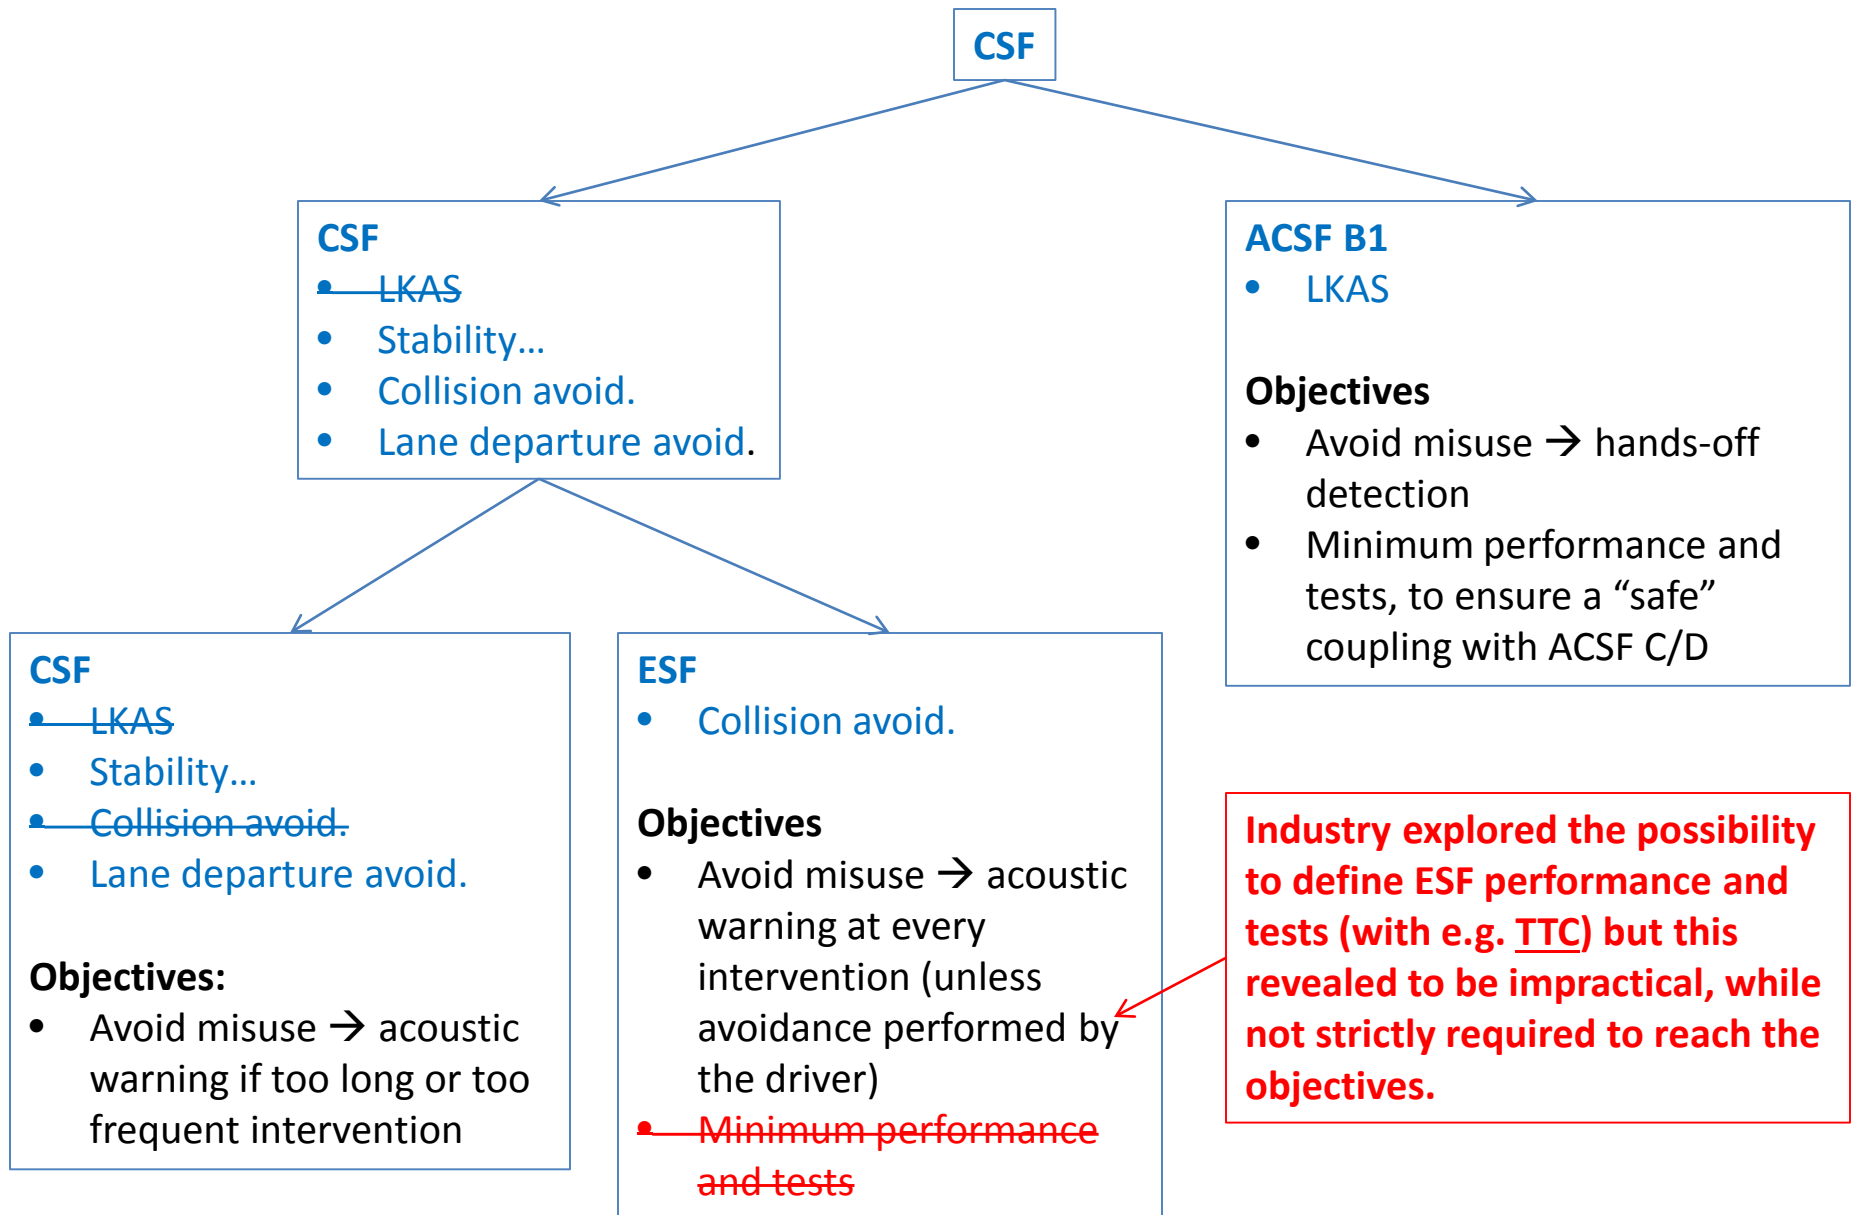 CSF
CSF
• LKAS
• Stability...
• Collision avoid.
• Lane departure avoid.
ACSF B1
• LKAS
Objectives
• Avoid misuse → hands-off
detection
• Minimum performance and
tests, to ensure a “safe”
coupling with ACSF C/D
CSF
• LKAS
• Stability...
• Collision avoid.
• Lane departure avoid.
Objectives:
• Avoid misuse → acoustic
warning if too long or too
frequent intervention
ESF
• Collision avoid.
Objectives
• Avoid misuse → acoustic
warning at every
intervention (unless
avoidance performed by
the driver)
• Minimum performance
and tests
Industry explored the possibility
to define ESF performance and
tests (with e.g. TTC) but this
revealed to be impractical, while
not strictly required to reach the
objectives.